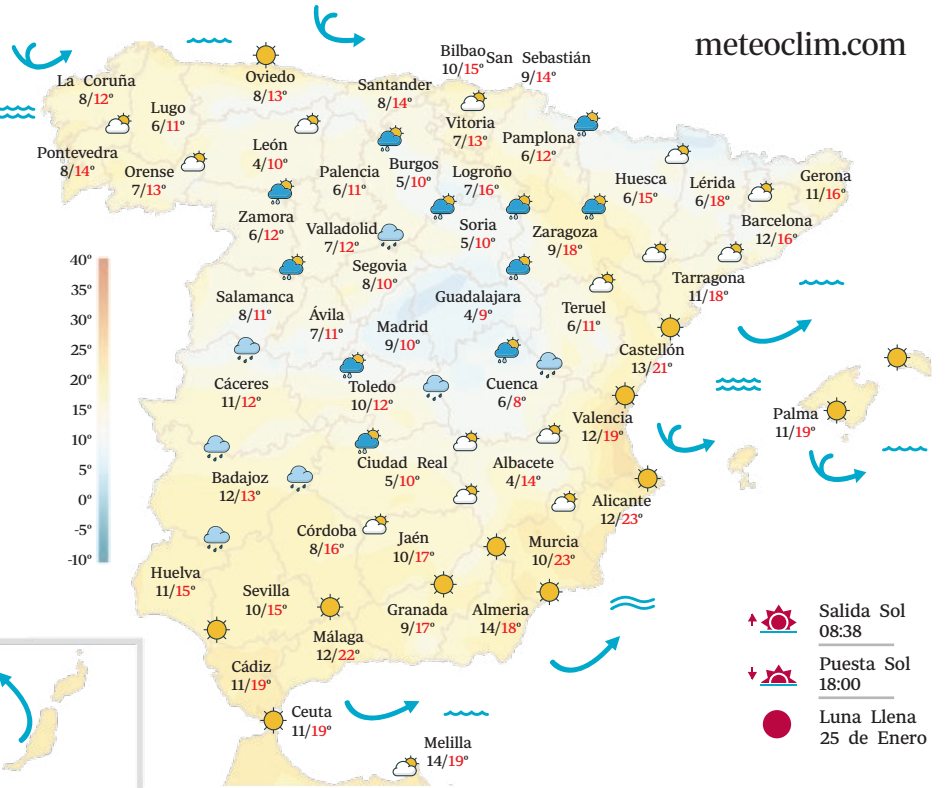 meteoclim.com
La Coruña
8/12°
Lugo
6/11°
Pontevedra
8/14°
Orense
7/13°
Oviedo
8/13°
León
4/10°
Zamora
6/12°
Santander
8/14°
Palencia
6/11°
Burgos
5/10°
Valladolid
7/12°
Bilbao
10/15°
San Sebastián
9/14°
Vitoria
7/13°
Pamplona
6/12°
Logroño
7/16°
Soria
5/10°
Segovia
8/10°
Salamanca
8/11°
Ávila
7/11°
Madrid
9/10°
Guadalajara
4/9°
Zaragoza
9/18°
Huesca
6/15°
Lérida
6/18°
Gerona
11/16°
Barcelona
12/16°
Tarragona
11/18°
Teruel
6/11°
Castellón
13/21°
Cáceres
11/12°
Toledo
10/12°
Cuenca
6/8°
Valencia
12/19°
Palma
11/19°
Badajoz
12/13°
Ciudad Real
5/10°
Albacete
4/14°
Alicante
12/23°
Córdoba
8/16°
Jaén
10/17°
Murcia
10/23°
Huelva
11/15°
Sevilla
10/15°
Granada
9/17°
Almeria
14/18°
Málaga
12/22°
Cádiz
11/19°
Ceuta
11/19°
Melilla
14/19°
40°
35°
30°
25°
20°
15°
10°
5°
0°
-5°
-10°
Salida Sol
08:38
Puesta Sol
18:00
Luna Llena
25 de Enero